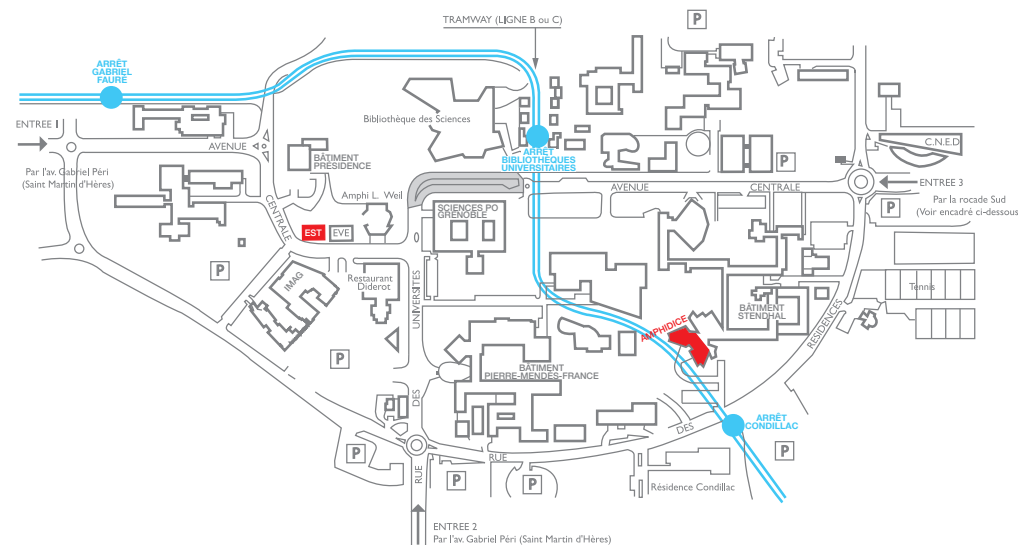 TRAMWAY (LIGNE B ou C)
P
ARRÊT
GABRIEL
FAURÉ
ENTREE 1
Par l'av. Gabriel Péri
(Saint Martin d'Hères)
AVENUE
CENTRALE
BÂTIMENT
PRÉSIDENCE
Bibliothèque des Sciences
ARRÊT
BIBLIOTHÈQUES
UNIVERSITAIRES
AVENUE
CENTRALE
P
C.N.E.D
ENTREE 3
Par la rocade Sud
(Voir encadré ci-dessous
P
Amphi L. Weil
SCIENCES PO
GRENOBLE
EST
EVE
P
IMAG
Restaurant
Diderot
UNIVERSITES
DES
RUE
P
AMPHIDICE
BÂTIMENT
STENDHAL
Tennis
RESIDENCES
DES
RUE
BÂTIMENT
PIERRE-MENDÈS-FRANCE
ARRÊT
CONDILLAC
P
P
P
P
Résidence Condillac
ENTREE 2
Par l'av. Gabriel Péri (Saint Martin d'Hères)